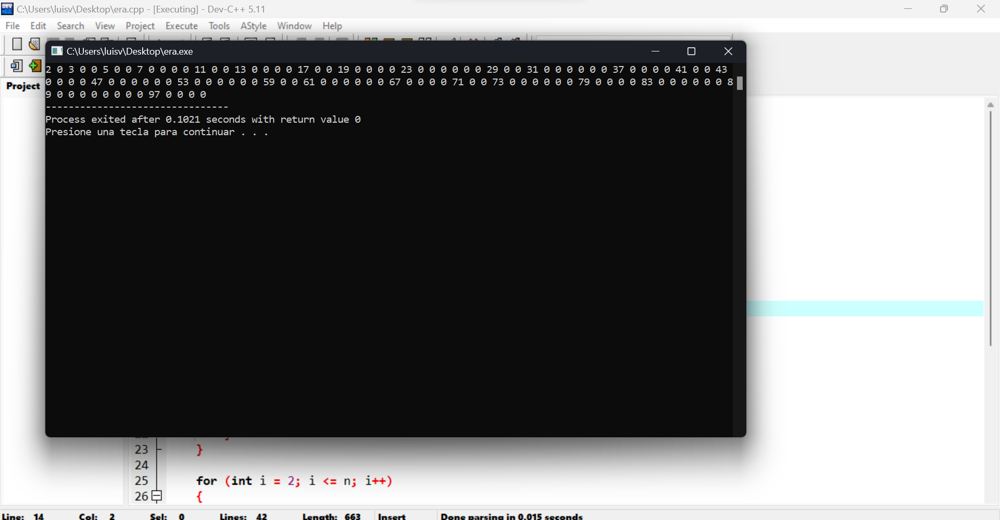 C:\Users\luisv\Desktop\era.cpp - [Executing] - Dev-C++ 5.11
File Edit Search View Project Execute Tools AStyle Window Help
C:\Users\luisv\Desktop\era.exe
Project
2 0 3 0 0 5 0 0 7 0 0 0 0 11 0 0 13 0 0 0 0 17 0 0 19 0 0 0 0 23 0 0 0 0 0 0 29 0 0 31 0 0 0 0 0 0 37 0 0 0 0 41 0 0 43
0 0 0 0 47 0 0 0 0 0 0 53 0 0 0 0 0 0 59 0 0 61 0 0 0 0 0 0 67 0 0 0 0 71 0 0 73 0 0 0 0 0 0 79 0 0 0 0 83 0 0 0 0 0 0 8
9 0 0 0 0 0 0 0 0 97 0 0 0 0
--------------------------------
Process exited after 0.1021 seconds with return value 0
Presione una tecla para continuar . . .
23 }
24
25 for (int i = 2; i <= n; i++)
26 {
Line: 14 Col: 2 Sel: 0 Lines: 42 Length: 663 Insert Done parsing in 0.015 seconds